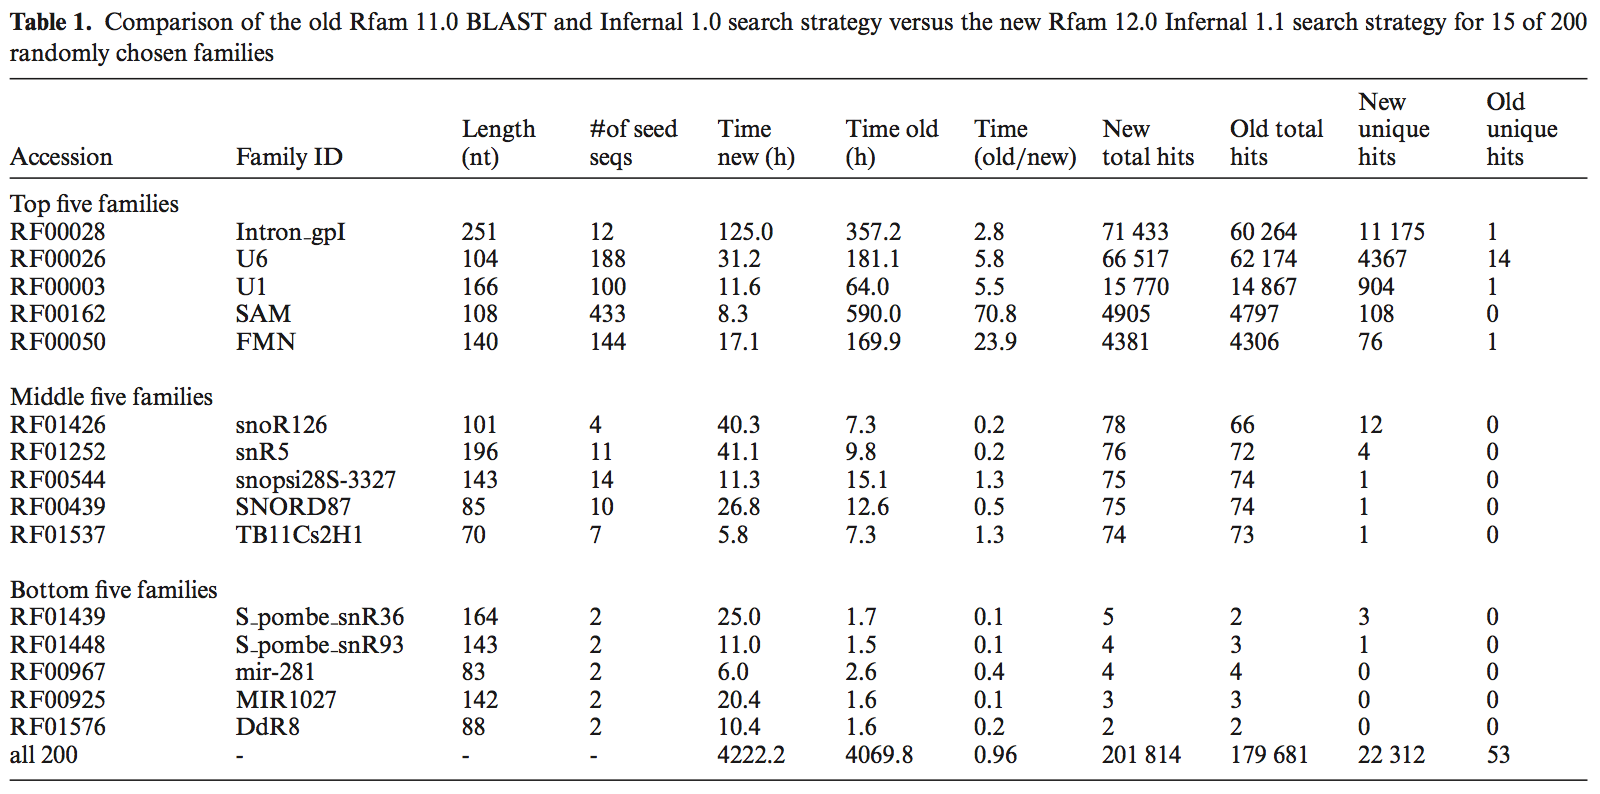 Table 1. Comparison of the old Rfam 11.0 BLAST and Infernal 1.0 search strategy versus the new Rfam 12.0 Infernal 1.1 search strategy for 15 of 200
randomly chosen families
Accession Family ID Length (nt) #of seed seqs Time new (h) Time old (h) Time (old/new) New total hits Old total hits New unique hits Old unique hits
Top five families
RF00028 Intron_gpI 251 12 125.0 357.2 2.8 71 433 60 264 11 175 1
RF00026 U6 104 188 31.2 181.1 5.8 66 517 62 174 4367 14
RF00003 U1 166 100 11.6 64.0 5.5 15 770 14 867 904 1
RF00162 SAM 108 433 8.3 590.0 70.8 4905 4797 108 0
RF00050 FMN 140 144 17.1 169.9 23.9 4381 4306 76 1
Middle five families
RF01426 snoR126 101 4 40.3 7.3 0.2 78 66 12 0
RF01252 snR5 196 11 41.1 9.8 0.2 76 72 4 0
RF00544 snopsi28S-3327 143 14 11.3 15.1 1.3 75 74 1 0
RF00439 SNORD87 85 10 26.8 12.6 0.5 75 74 1 0
RF01537 TB11Cs2H1 70 7 5.8 7.3 1.3 74 73 1 0
Bottom five families
RF01439 S_pombe_snR36 164 2 25.0 1.7 0.1 5 2 3 0
RF01448 S_pombe_snR93 143 2 11.0 1.5 0.1 4 3 1 0
RF00967 mir-281 83 2 6.0 2.6 0.4 4 4 0 0
RF00925 MIR1027 142 2 20.4 1.6 0.1 3 3 0 0
RF01576 DdR8 88 2 10.4 1.6 0.2 2 2 0 0
all 200 - - - 4222.2 4069.8 0.96 201 814 179 681 22 312 53